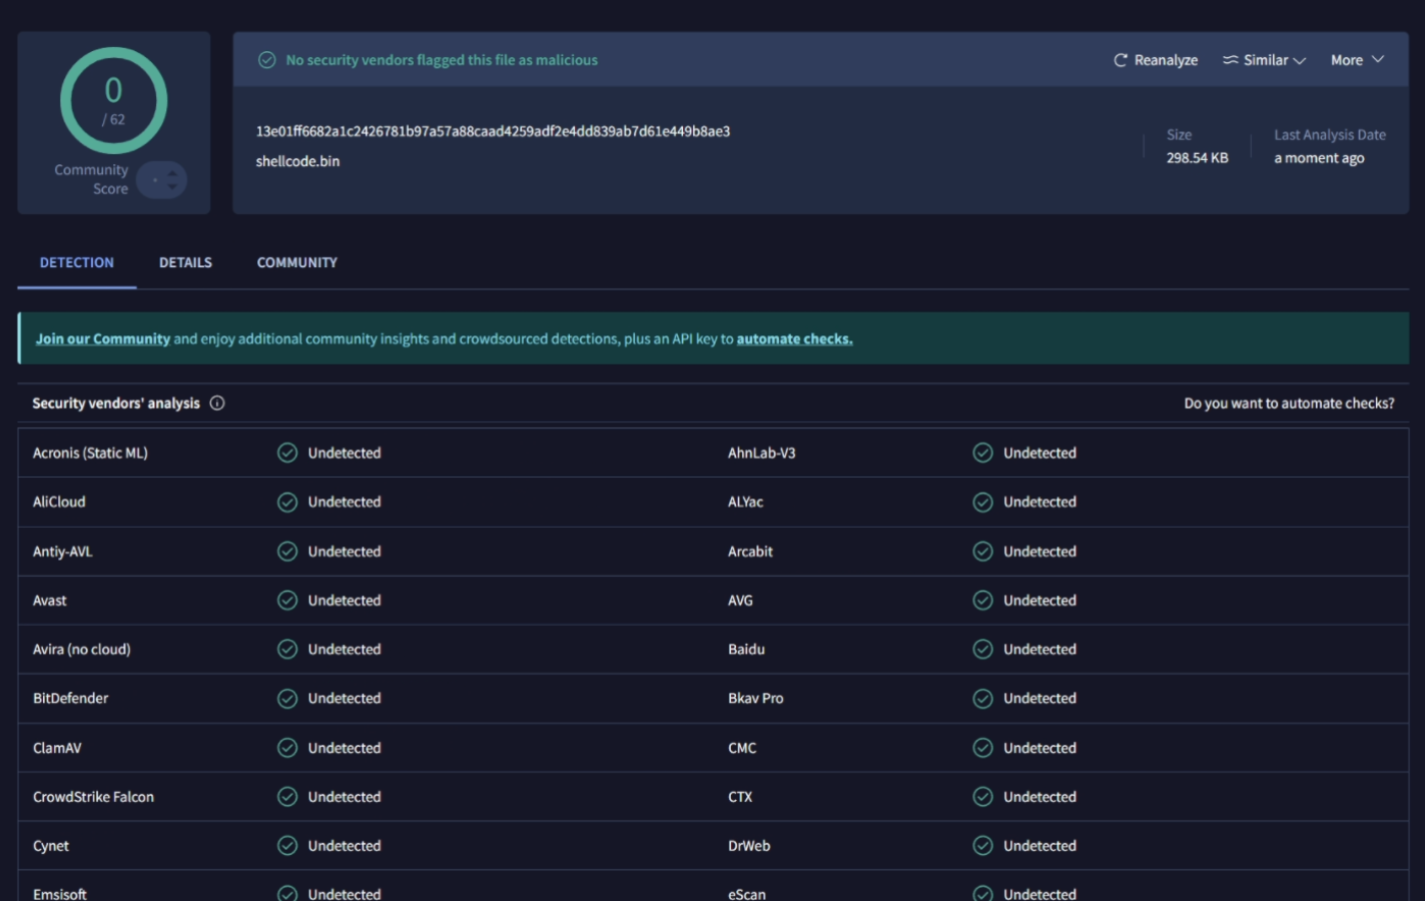 0
/ 62
Community
Score
No security vendors flagged this file as malicious
Reanalyze
Similar
More
13e01ff6682a1c2426781b97a57a88caad4259adf2e4dd839ab7d61e449b8ae3
shellcode.bin
Size
298.54 KB
Last Analysis Date
a moment ago
DETECTION DETAILS COMMUNITY
Join our Community and enjoy additional community insights and crowdsourced detections, plus an API key to automate checks.
Security vendors' analysis Do you want to automate checks?
Acronis (Static ML) Undetected AhnLab-V3 Undetected
AliCloud Undetected ALYac Undetected
Antiy-AVL Undetected Arcabit Undetected
Avast Undetected AVG Undetected
Avira (no cloud) Undetected Baidu Undetected
BitDefender Undetected Bkav Pro Undetected
ClamAV Undetected CMC Undetected
CrowdStrike Falcon Undetected CTX Undetected
Cynet Undetected DrWeb Undetected
Emsisoft Undetected eScan Undetected